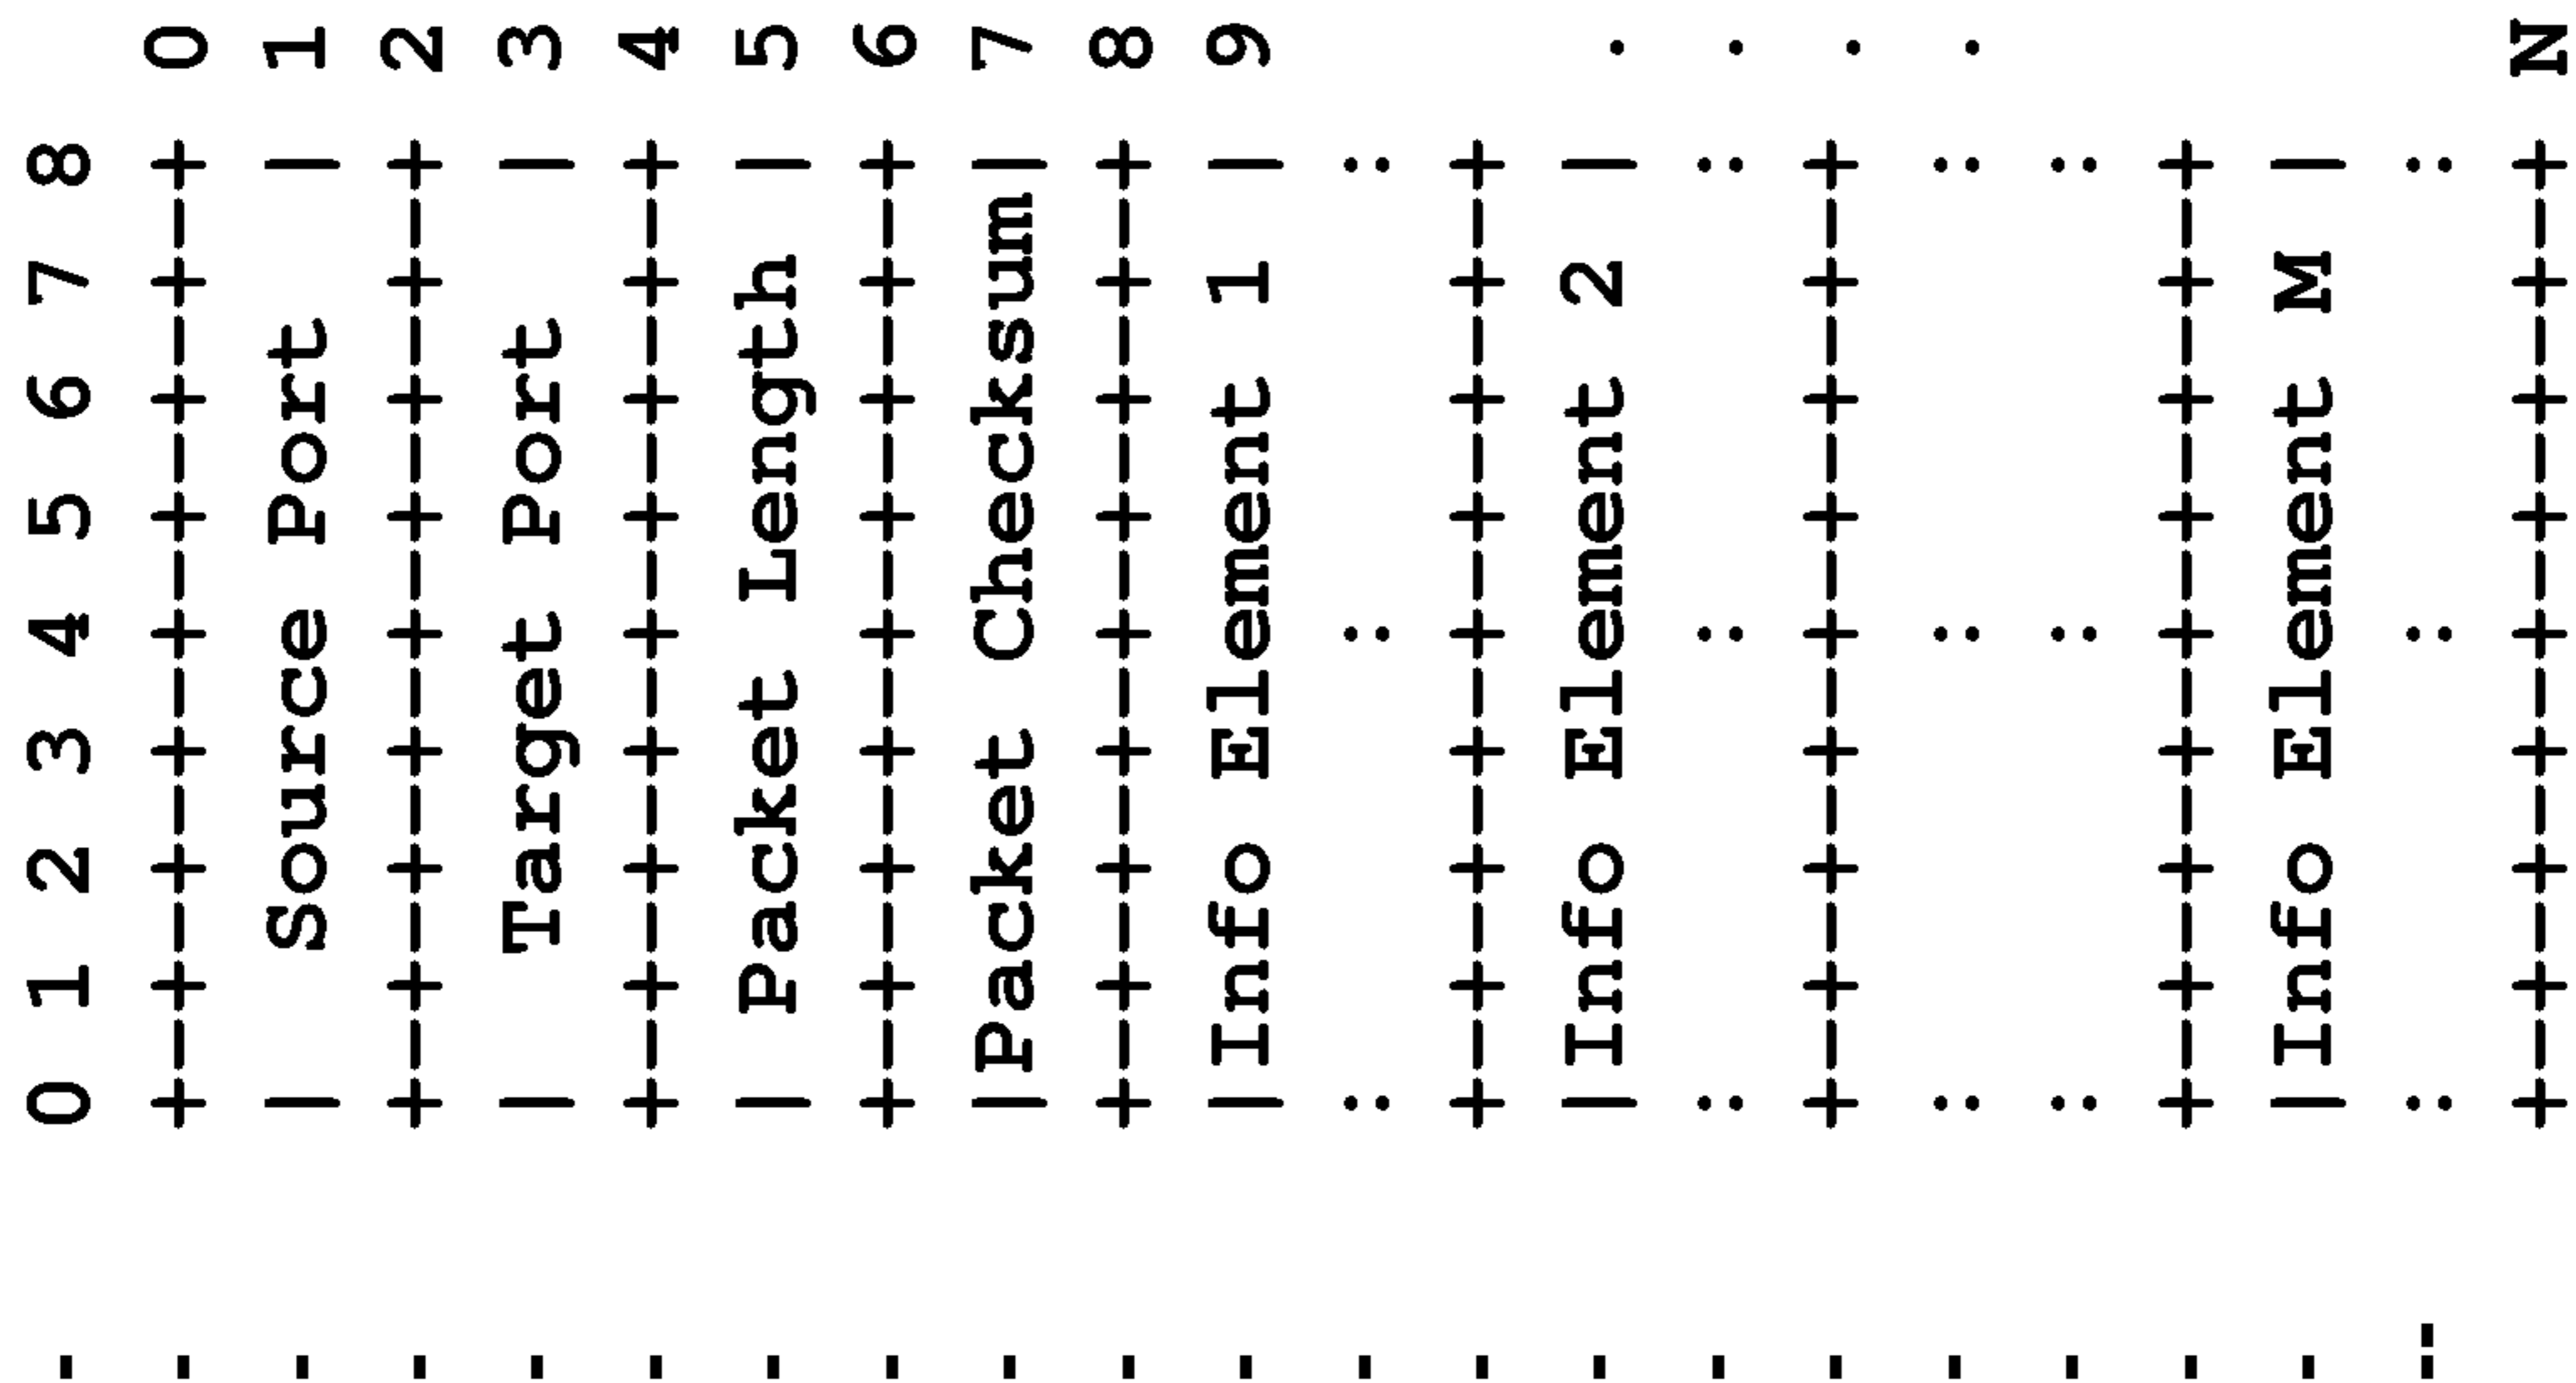 - 0 1 2 3 4 5 6 7 8
- +-+-+-+-+-+-+-+-+ 0
- |  Source Port  | 1
- +-+-+-+-+-+-+-+-+ 2
- |  Target Port  | 3
- +-+-+-+-+-+-+-+-+ 4
- | Packet Length | 5
- +-+-+-+-+-+-+-+-+ 6
- |Packet Checksum| 7
- +-+-+-+-+-+-+-+-+ 8
- |Info Element 1 | 9
- :       :       :
- +-+-+-+-+-+-+-+-+
- |Info Element 2 | .
- :       :       : .
- +-+-+-+-+-+-+-+-+ .
- :       :       : .
- :       :       :
- +-+-+-+-+-+-+-+-+
- |Info Element M |
-- :       :       :
+-+-+-+-+-+-+-+-+ N